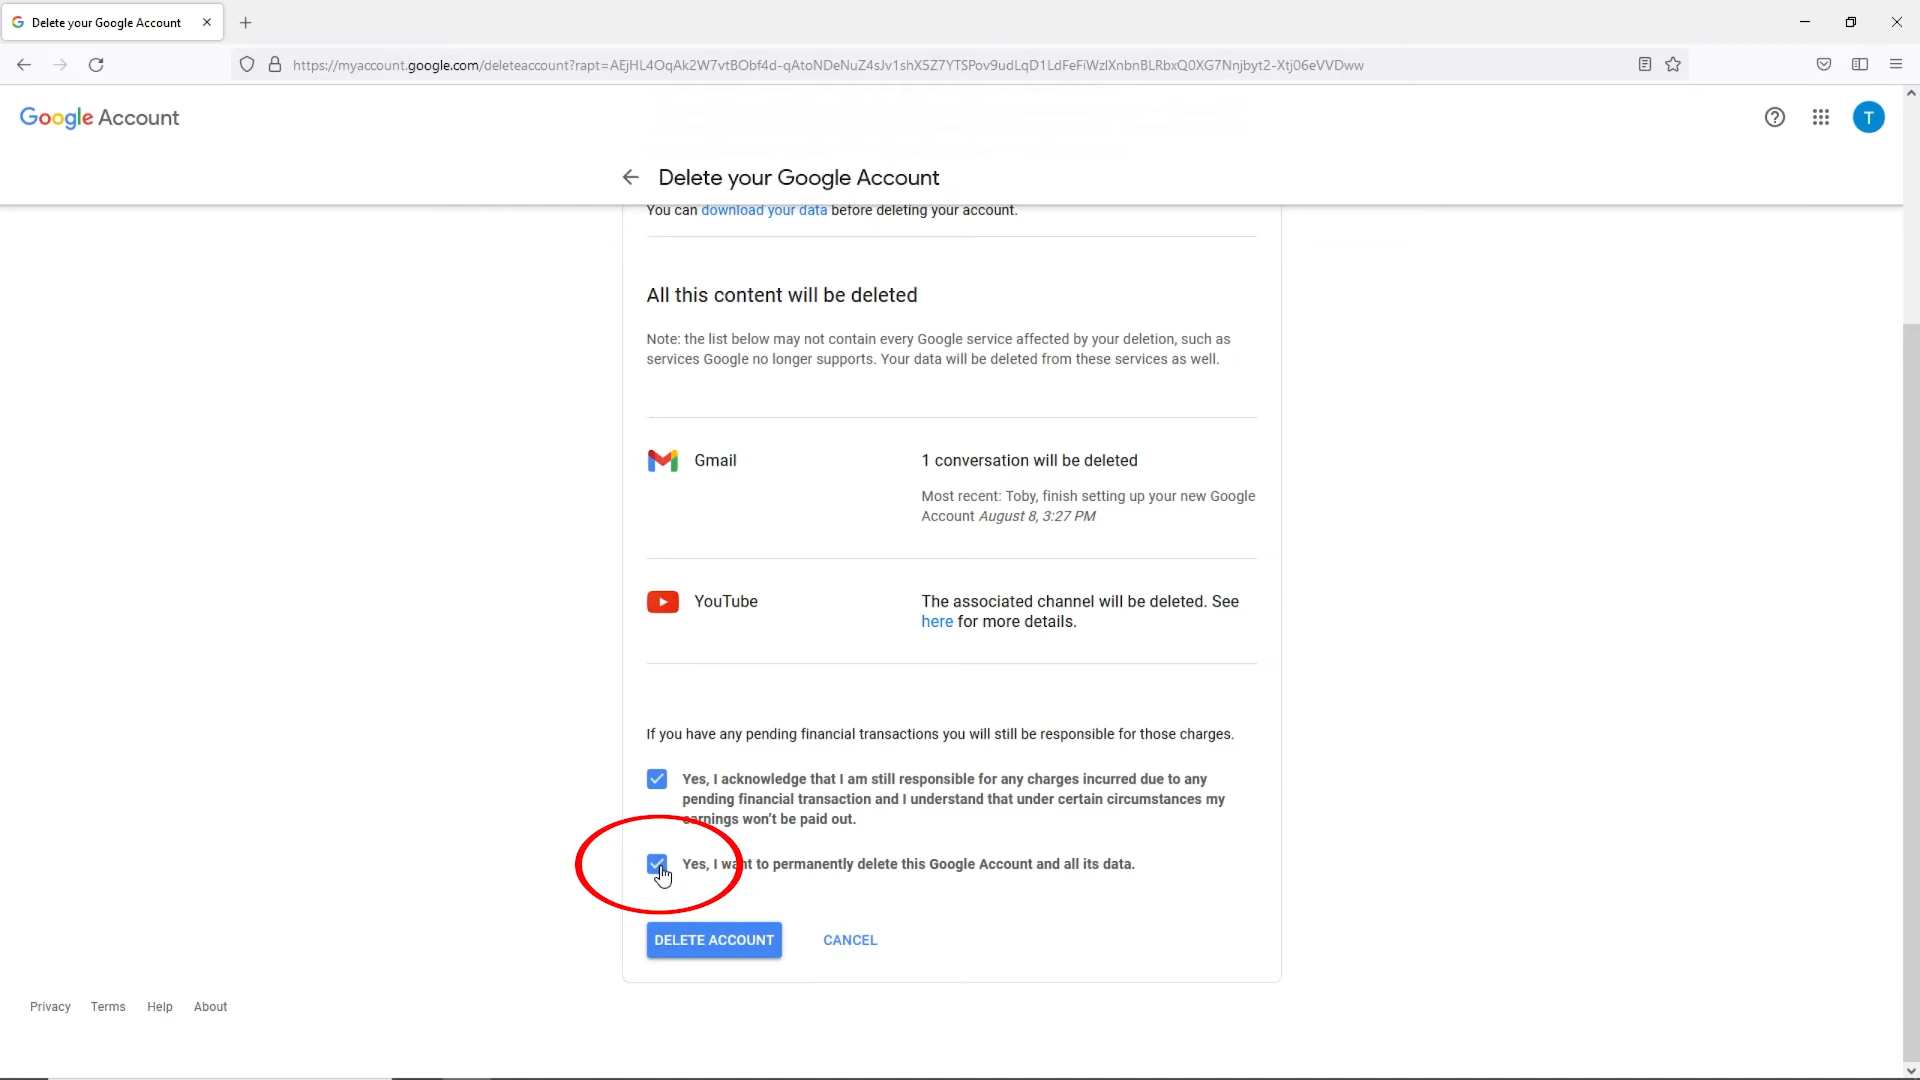 Delete your Google Account
https://myaccount.google.com/deleteaccount?rapt=AEjHL4OqAk2W7vtBObf4d-qAtoNDeNuZ4sJv1shX5Z7YTSPov9udLqD1LdFeFiWzlXnbnBLRbxQ0XG7Nnjbyt2-Xtj06eVVDww
Google Account
T
Delete your Google Account
You can download your data before deleting your account.
All this content will be deleted
Note: the list below may not contain every Google service affected by your deletion, such as
services Google no longer supports. Your data will be deleted from these services as well.
Gmail
1 conversation will be deleted
Most recent: Toby, finish setting up your new Google
Account August 8, 3:27 PM
YouTube
The associated channel will be deleted. See
here for more details.
If you have any pending financial transactions you will still be responsible for those charges.
Yes, I acknowledge that I am still responsible for any charges incurred due to any
pending financial transaction and I understand that under certain circumstances my
earnings won't be paid out.
Yes, I want to permanently delete this Google Account and all its data.
DELETE ACCOUNT CANCEL
Privacy Terms Help About